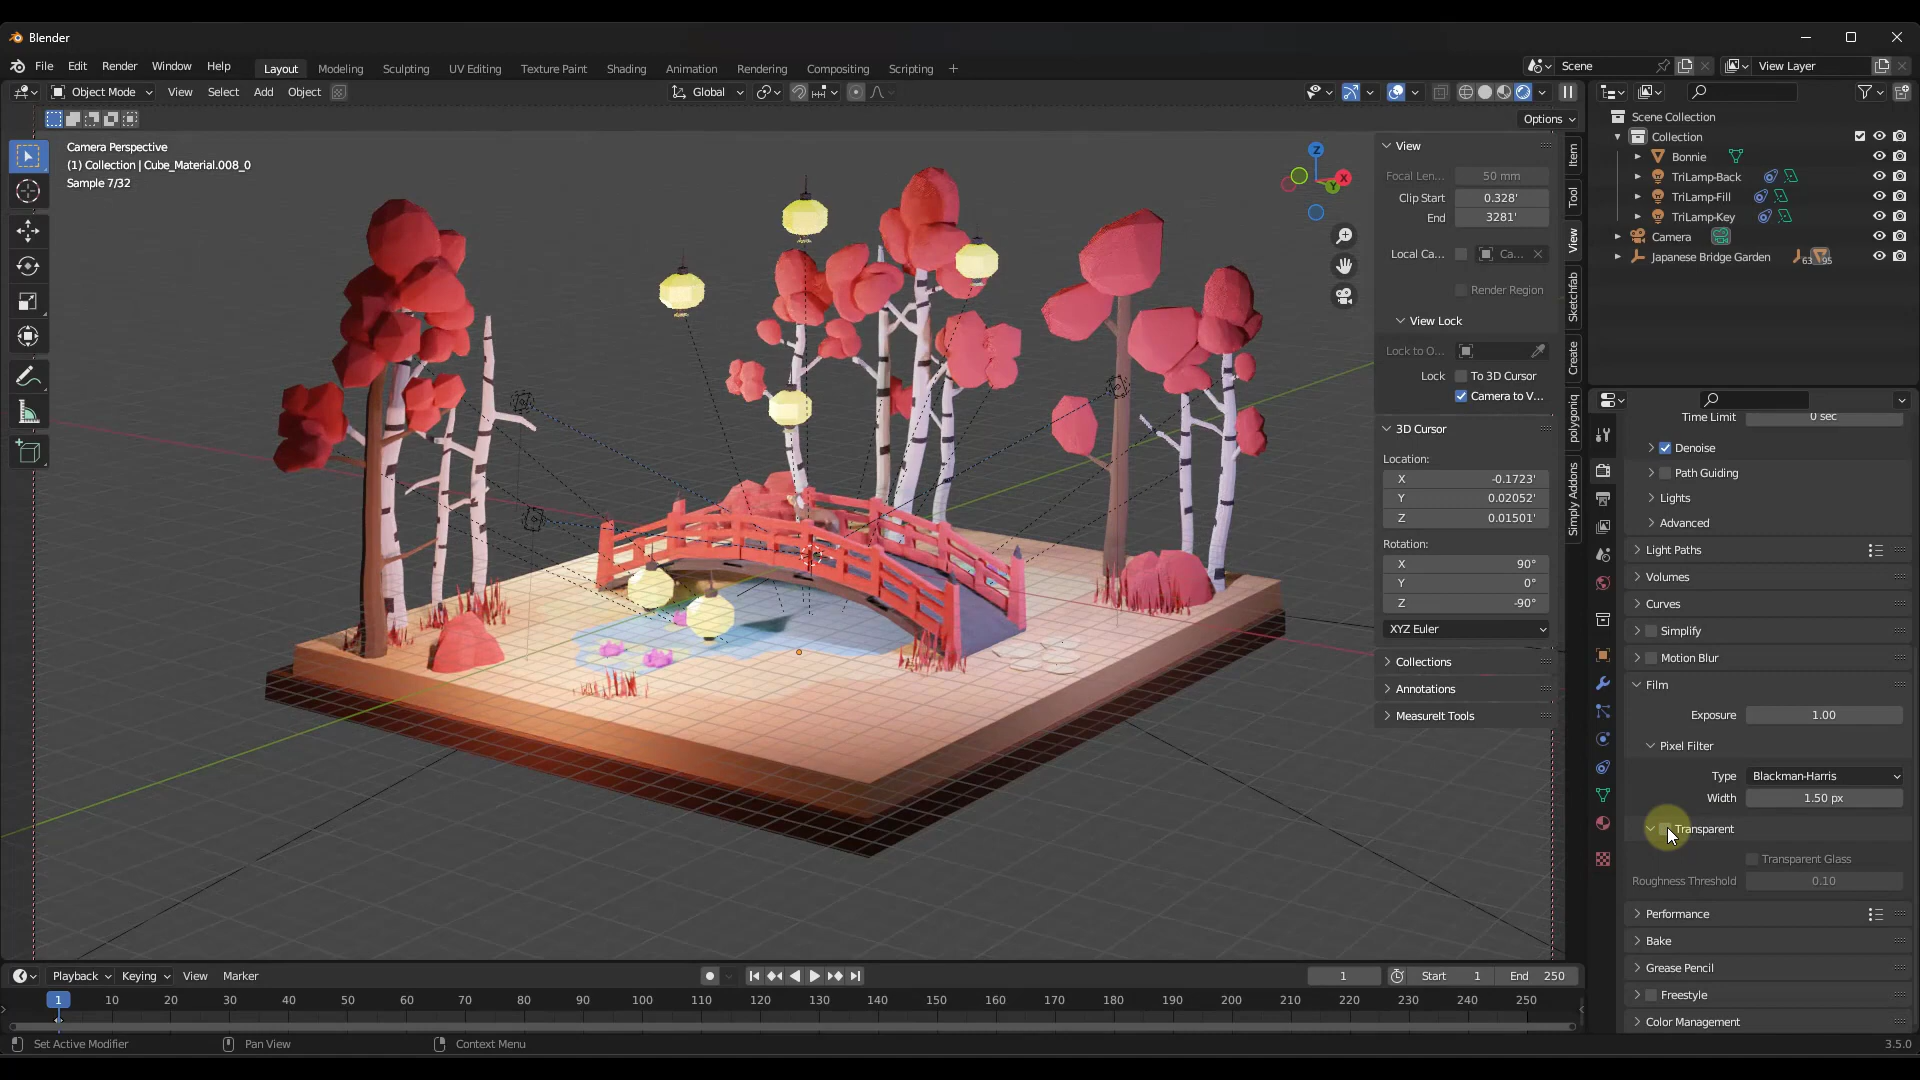 Blender
File Edit Render Window Help Layout Modeling Sculpting UV Editing Texture Paint Shading Animation Rendering Compositing Scripting + Scene View Layer
Object Mode View Select Add Object Global
Options
Camera Perspective
(1) Collection | Cube_Material.008_0
Sample 7/32
Z
X
Y
View
Focal Len... 50 mm
Clip Start 0.328'
End 3281'
Local Ca... Ca...
Render Region
View Lock
Lock to O...
Lock To 3D Cursor
Camera to V...
3D Cursor
Location:
X -0.1723'
Y 0.02052'
Z 0.01501'
Rotation:
X 90°
Y 0°
Z -90°
XYZ Euler
Collections
Annotations
MeasureIt Tools
Item
Tool
View
Sketchfab
Create
polygoniq
Simply Addons
Scene Collection
Collection
Bonnie
TriLamp-Back
TriLamp-Fill
TriLamp-Key
Camera
Japanese Bridge Garden 63 95
Time Limit 0 sec
Denoise
Path Guiding
Lights
Advanced
Light Paths
Volumes
Curves
Simplify
Motion Blur
Film
Exposure 1.00
Pixel Filter
Type Blackman-Harris
Width 1.50 px
Transparent
Transparent Glass
Roughness Threshold 0.10
Performance
Bake
Grease Pencil
Freestyle
Color Management
Playback Keying View Marker 1 Start 1 End 250
1 10 20 30 40 50 60 70 80 90 100 110 120 130 140 150 160 170 180 190 200 210 220 230 240 250
Set Active Modifier Pan View Context Menu 3.5.0